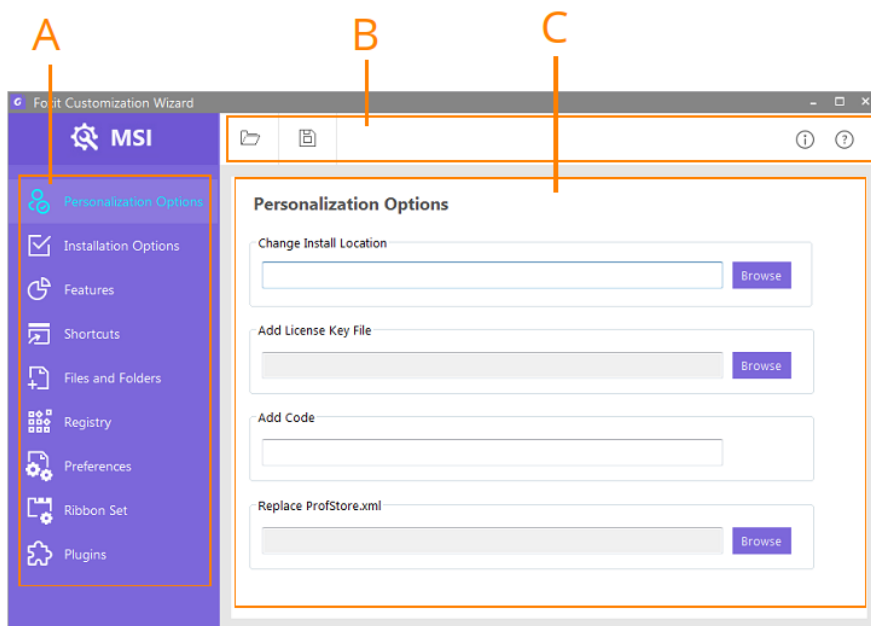 A
B
C
Foxit Customization Wizard
MSI
Personalization Options
Installation Options
Features
Shortcuts
Files and Folders
Registry
Preferences
Ribbon Set
Plugins
Personalization Options
Change Install Location
Browse
Add License Key File
Browse
Add Code
Replace ProfStore.xml
Browse